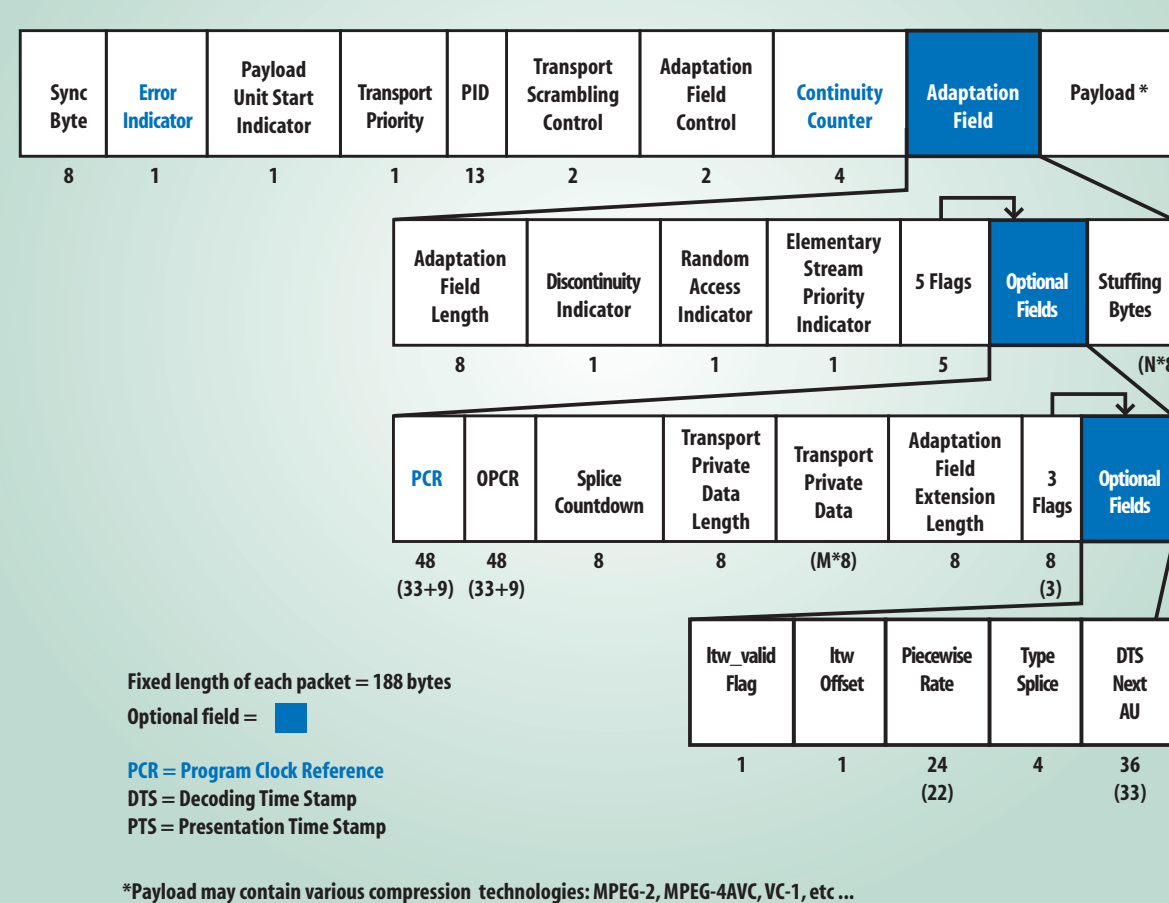 Sync
Byte
Error
Indicator
Payload
Unit Start
Indicator
Transport
Priority
PID
Transport
Scrambling
Control
Adaptation
Field
Control
Continuity
Counter
Adaptation
Field
Payload *
8 1 1 1 13 2 2 4
Adaptation
Field
Length
Discontinuity
Indicator
Random
Access
Indicator
Elementary
Stream
Priority
Indicator
5 Flags
Optional
Fields
Stuffing
Bytes
8 1 1 1 5 (N*8
PCR
OPCR
Splice
Countdown
Transport
Private
Data
Length
Transport
Private
Data
Adaptation
Field
Extension
Length
3
Flags
Optional
Fields
48 48 8 8 (M*8) 8 8
(33+9) (33+9) (3)
ltw_valid
Flag
ltw
Offset
Piecewise
Rate
Type
Splice
DTS
Next
AU
1 1 24 4 36
(22) (33)
Fixed length of each packet = 188 bytes
Optional field =
PCR = Program Clock Reference
DTS = Decoding Time Stamp
PTS = Presentation Time Stamp
*Payload may contain various compression technologies: MPEG-2, MPEG-4AVC, VC-1, etc ...